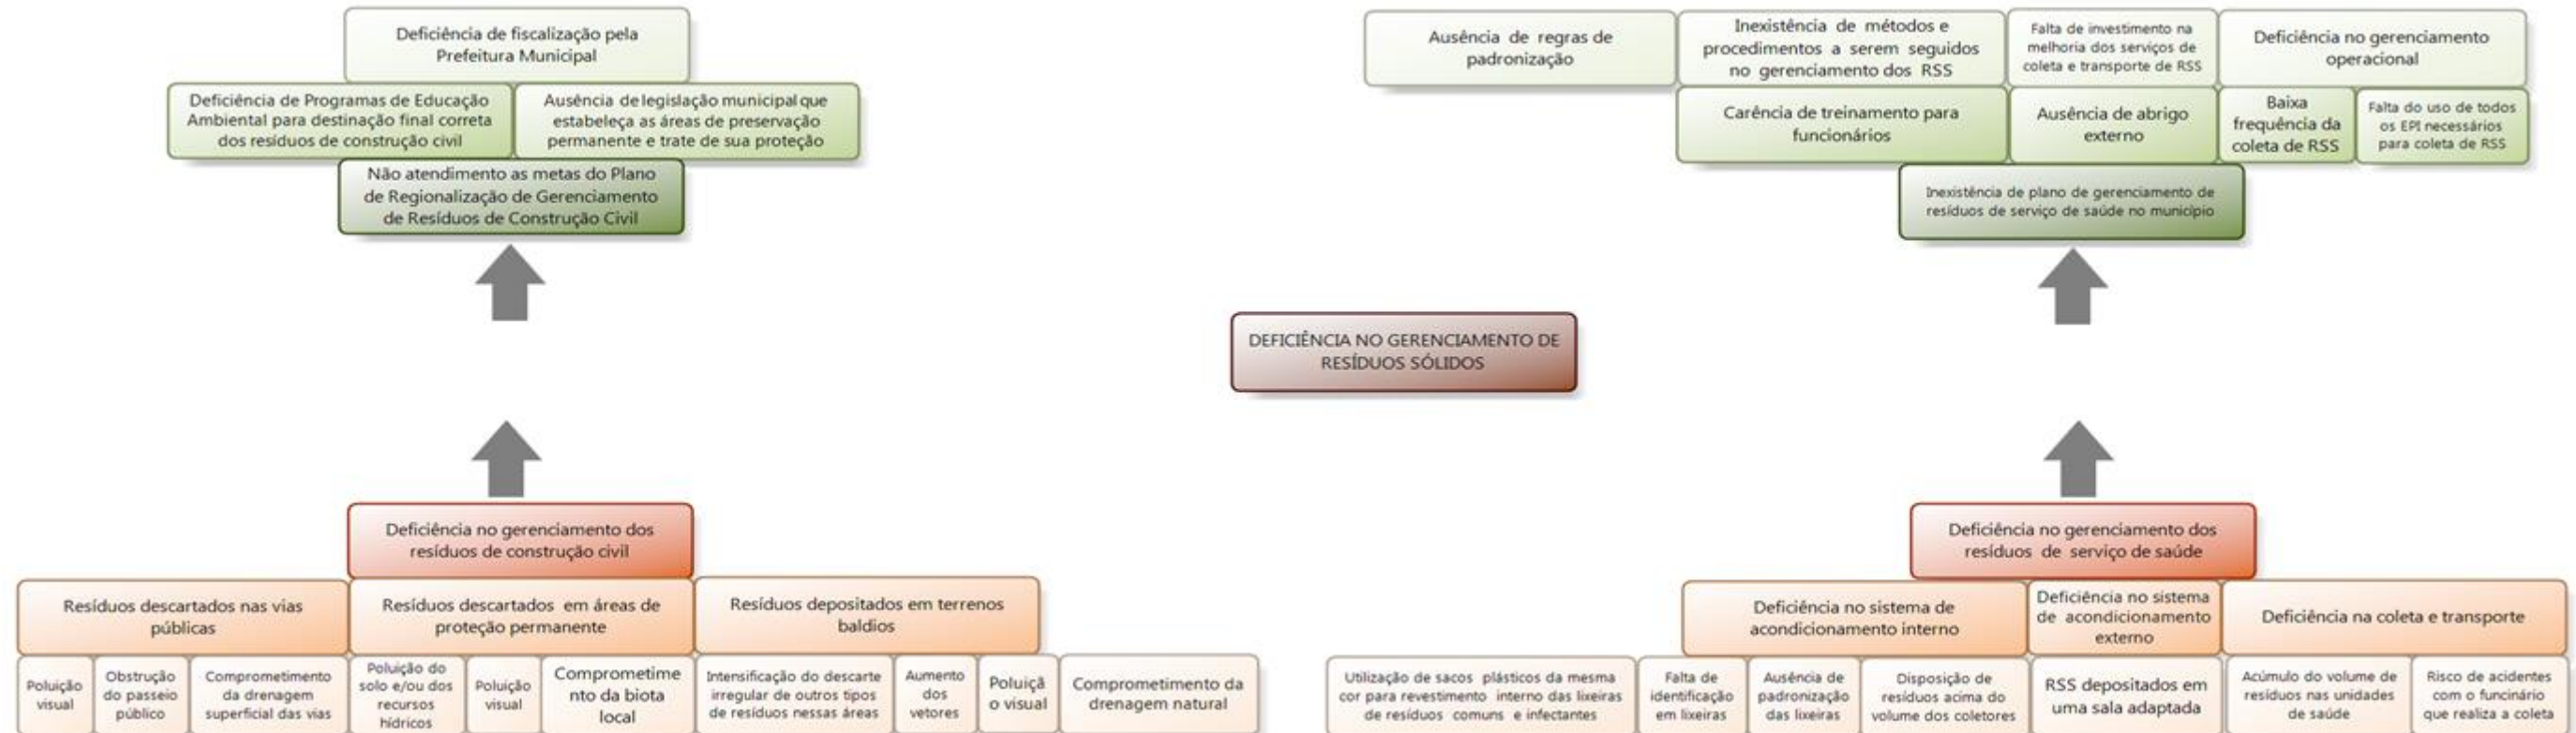 Deficiência de fiscalização pela
Prefeitura Municipal
Deficiência de Programas de Educação
Ambiental para destinação final correta
dos resíduos de construção civil
Ausência de legislação municipal que
estabeleça as áreas de preservação
permanente e trate de sua proteção
Não atendimento as metas do Plano
de Regionalização de Gerenciamento
de Resíduos de Construção Civil
Ausência de regras de
padronização
Inexistência de métodos e
procedimentos a serem seguidos
no gerenciamento dos RSS
Falta de investimento na
melhoria dos serviços de
coleta e transporte de RSS
Deficiência no gerenciamento
operacional
Carência de treinamento para
funcionários
Ausência de abrigo
externo
Baixa
frequência da
coleta de RSS
Falta do uso de todos
os EPI necessários
para coleta de RSS
Inexistência de plano de gerenciamento de
resíduos de serviço de saúde no município
DEFICIÊNCIA NO GERENCIAMENTO DE
RESÍDUOS SÓLIDOS
Deficiência no gerenciamento dos
resíduos de construção civil
Resíduos descartados nas vias
públicas
Resíduos descartados em áreas de
proteção permanente
Resíduos depositados em terrenos
baldios
Poluição
visual
Obstrução
do passeio
público
Comprometimento
da drenagem
superficial das vias
Poluição do
solo e/ou dos
recursos
hídricos
Poluição
visual
Comprometime
nto da biota
local
Intensificação do descarte
irregular de outros tipos
de resíduos nessas áreas
Aumento
dos
vetores
Poluiçã
o visual
Comprometimento da
drenagem natural
Deficiência no gerenciamento dos
resíduos de serviço de saúde
Deficiência no sistema de
acondicionamento interno
Deficiência no sistema
de acondicionamento
externo
Deficiência na coleta e transporte
Utilização de sacos plásticos da mesma
cor para revestimento interno das lixeiras
de resíduos comuns e infectantes
Falta de
identificação
em lixeiras
Ausência de
padronização
das lixeiras
Disposição de
resíduos acima do
volume dos coletores
RSS depositados em
uma sala adaptada
Acúmulo do volume de
resíduos nas unidades
de saúde
Risco de acidentes
com o funcinário
que realiza a coleta